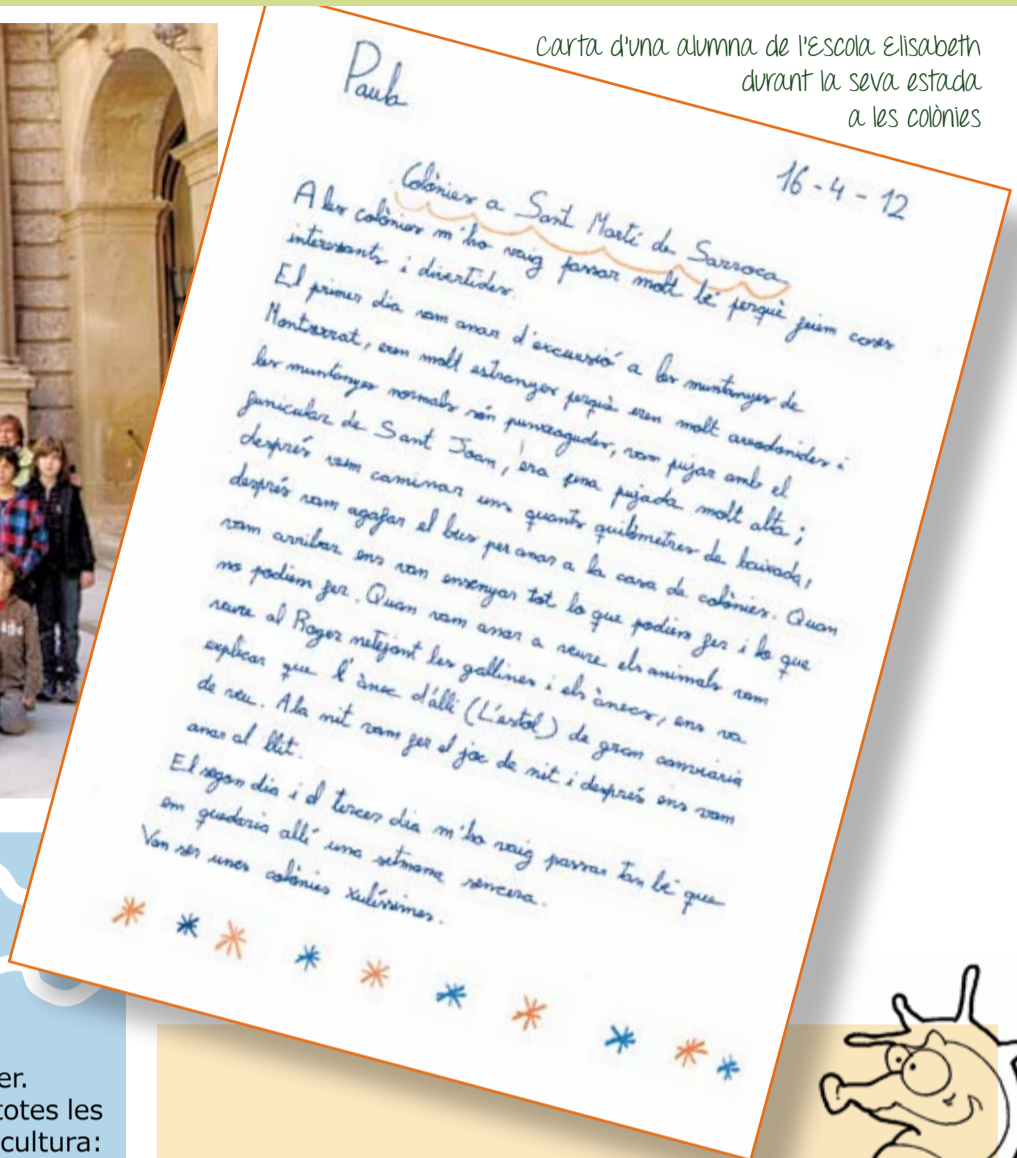 Carta d'una alumna de l'Escola Elisabeth
durant la seva estada
a les colònies
Paula
16-4-12
Colònies a Sant Martí de Sarroca
A les colònies m'ho vaig passar molt bé perquè feiem coses
interessants i divertides.
El primer dia vam anar d'excursió a les muntanyes de
Montserrat, eren molt estranyes perquè eren molt arrodonides i
les muntanyes normals són punxagudes, vam pujar amb el
funicular de Sant Joan, era una pujada molt alta;
després vam caminar uns quants quilòmetres de baixada,
després vam agafar el bus per anar a la casa de colònies. Quan
vam arribar ens van ensenyar tot lo que podíem fer i lo que
no podíem fer. Quan vam anar a veure els animals vam
veure al Roger netejant les gallines i els ànecs, ens va
explicar que l'ànec d'allí (L'estol) de gran canviaria
de veu. A la nit vam fer el joc de nit i després ens vam
anar al llit.
El segon dia i el tercer dia m'ho vaig passar tan bé que
em quedaria allí una setmana sencera.
Van ser unes colònies xulíssimes.
er.
totes les
cultura: